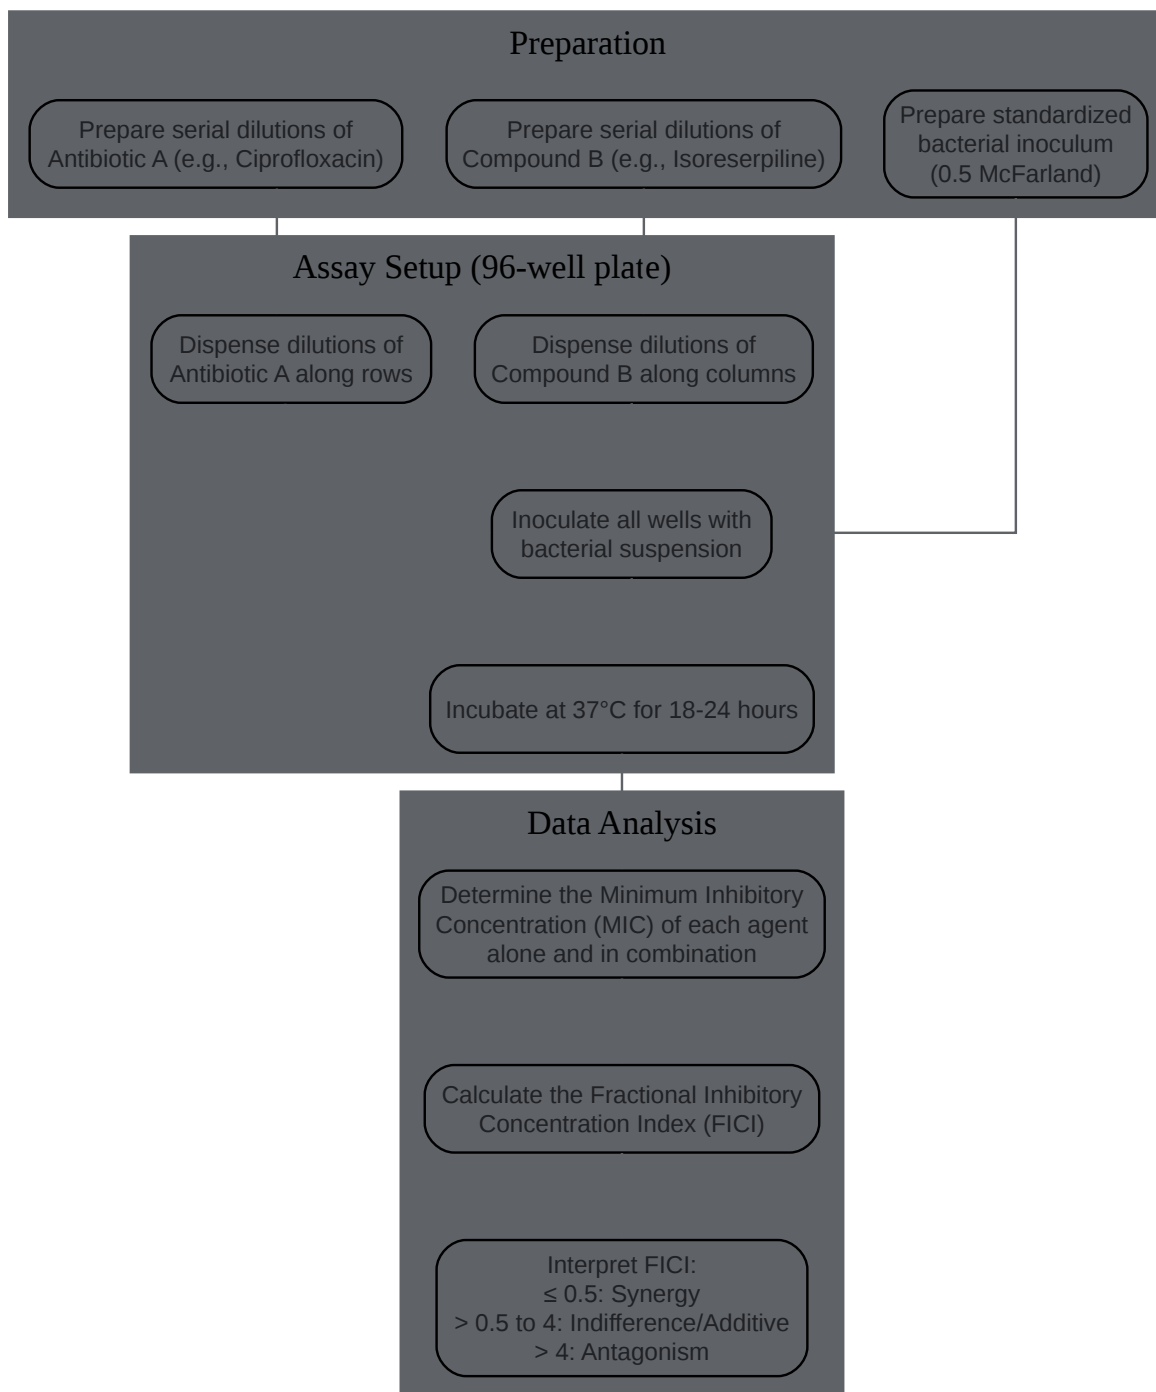 Preparation
Prepare serial dilutions of
Antibiotic A (e.g., Ciprofloxacin)
Prepare serial dilutions of
Compound B (e.g., Isoreserpiline)
Prepare standardized
bacterial inoculum
(0.5 McFarland)
Assay Setup (96-well plate)
Dispense dilutions of
Antibiotic A along rows
Dispense dilutions of
Compound B along columns
Inoculate all wells with
bacterial suspension
Incubate at 37°C for 18-24 hours
Data Analysis
Determine the Minimum Inhibitory
Concentration (MIC) of each agent
alone and in combination
Calculate the Fractional Inhibitory
Concentration Index (FICI)
Interpret FICI:
≤ 0.5: Synergy
> 0.5 to 4: Indifference/Additive
> 4: Antagonism